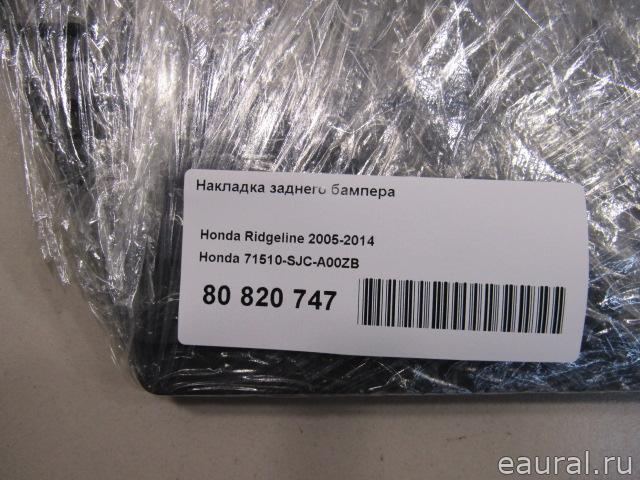 Накладка заднего бампера
Honda Ridgeline 2005-2014
Honda 71510-SJC-A00ZB
80 820 747
eaural.ru